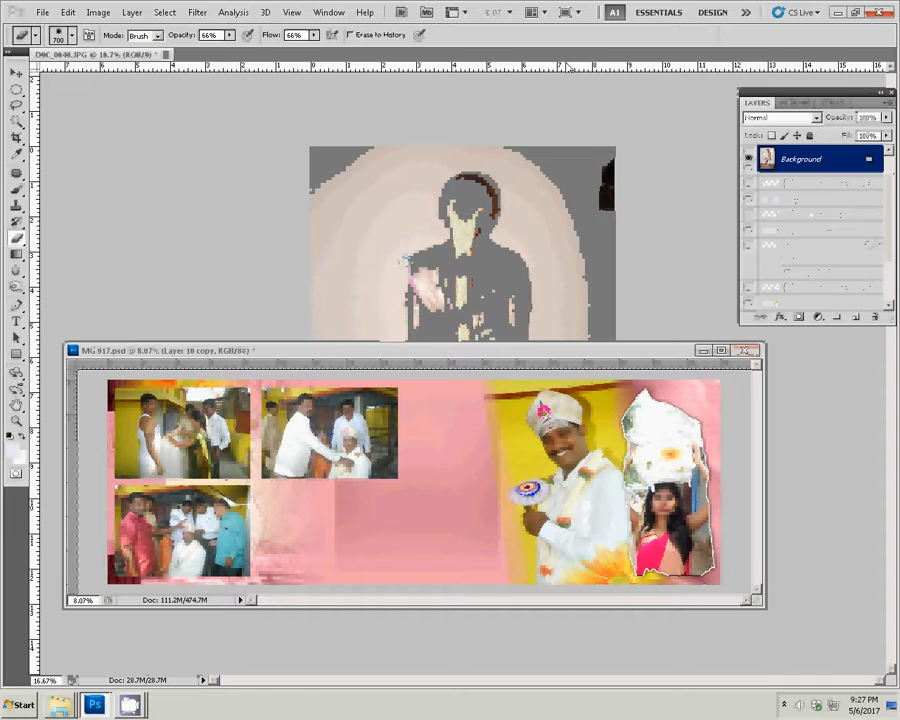 File Edit Image Layer Select Filter Analysis 3D View Window Help
ESSENTIALS DESIGN CS Live
Mode: Brush Opacity: 66% Flow: 66% Erase to History
LAYERS
Normal Opacity: 100%
Fill: 100%
Background
MG 917.psd @ 8.07% (Layer 10 copy, RGB/8#) *
8.07% Doc: 111.2M/474.7M
16.67% Doc: 28.7M/28.7M
Start
9:27 PM
5/6/2017